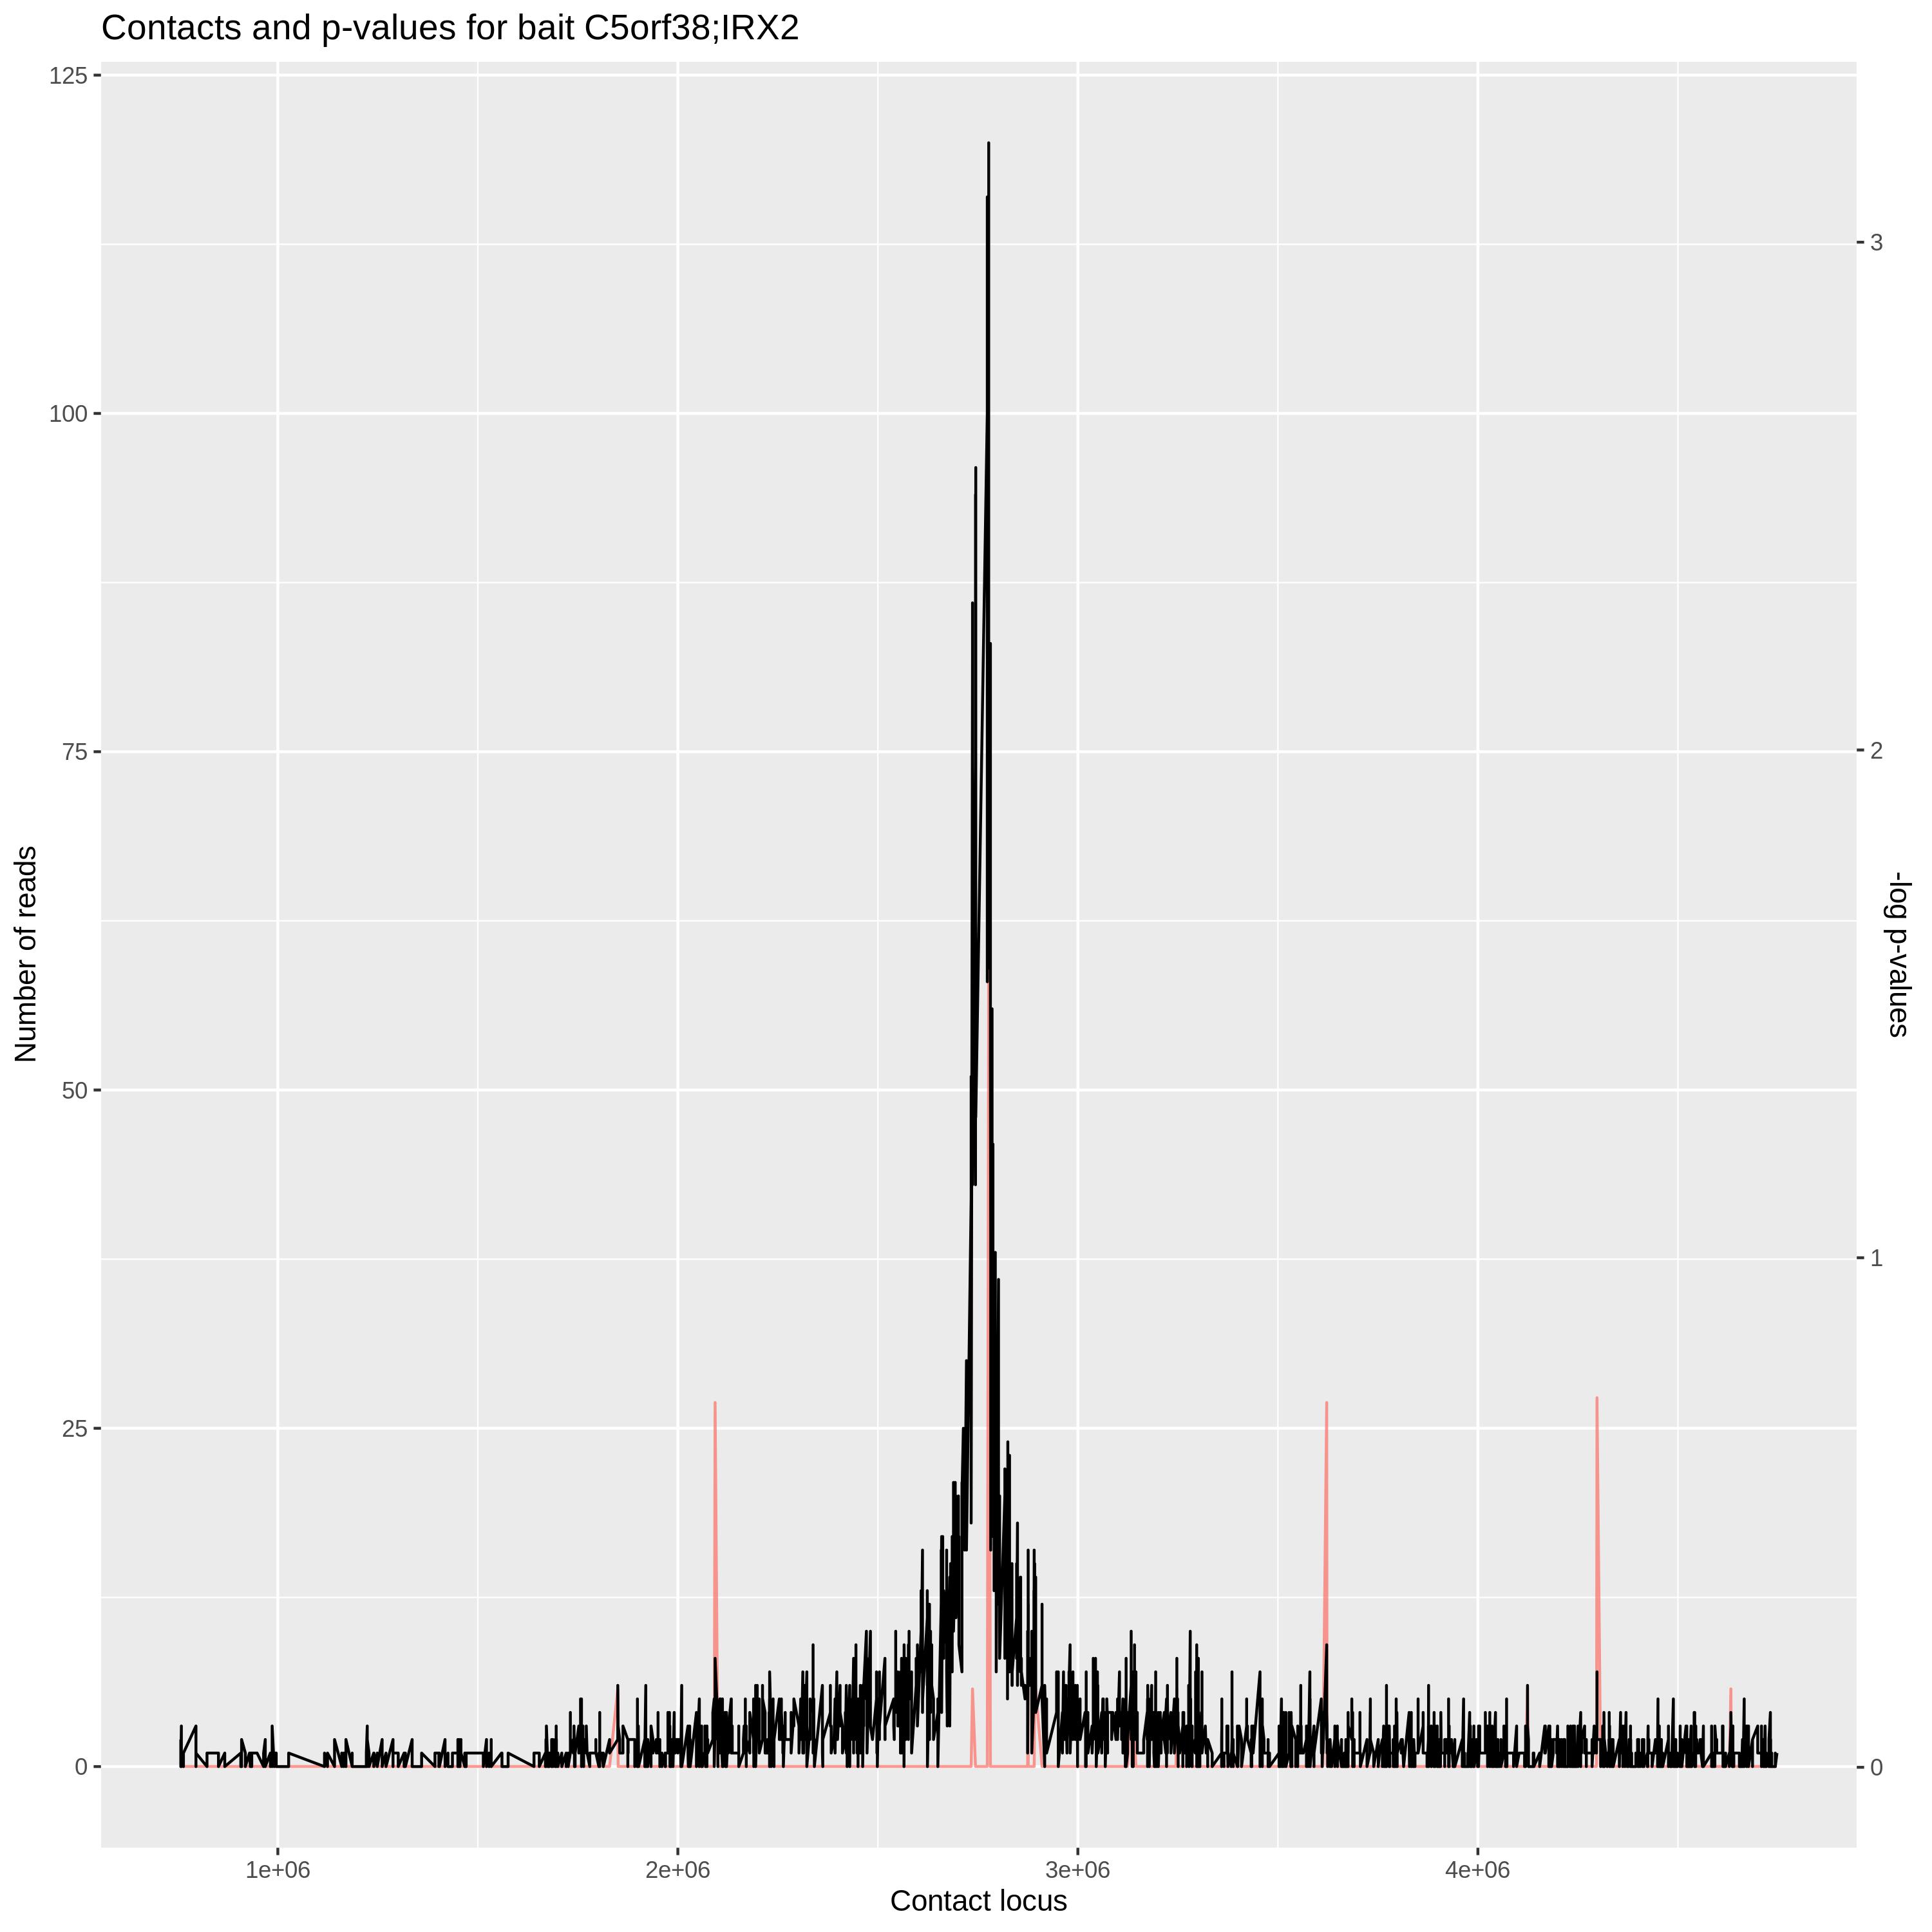 Contacts and p-values for bait C5orf38;IRX2
125
100
75
50
25
0
Number of reads
3
2
1
0
-log p-values
1e+06
2e+06
3e+06
4e+06
Contact locus